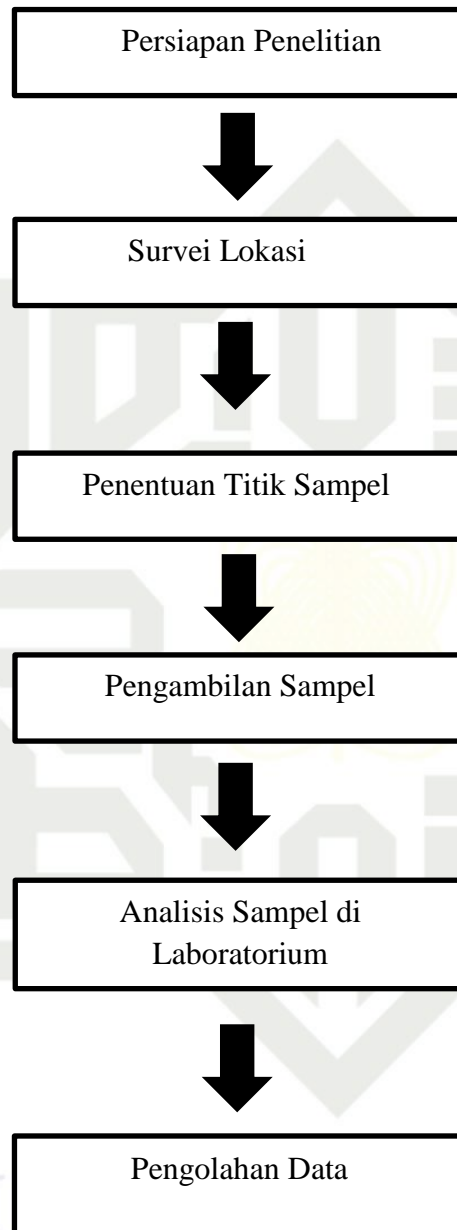 Persiapan Penelitian
Survei Lokasi
Penentuan Titik Sampel
Pengambilan Sampel
Analisis Sampel di
Laboratorium
Pengolahan Data